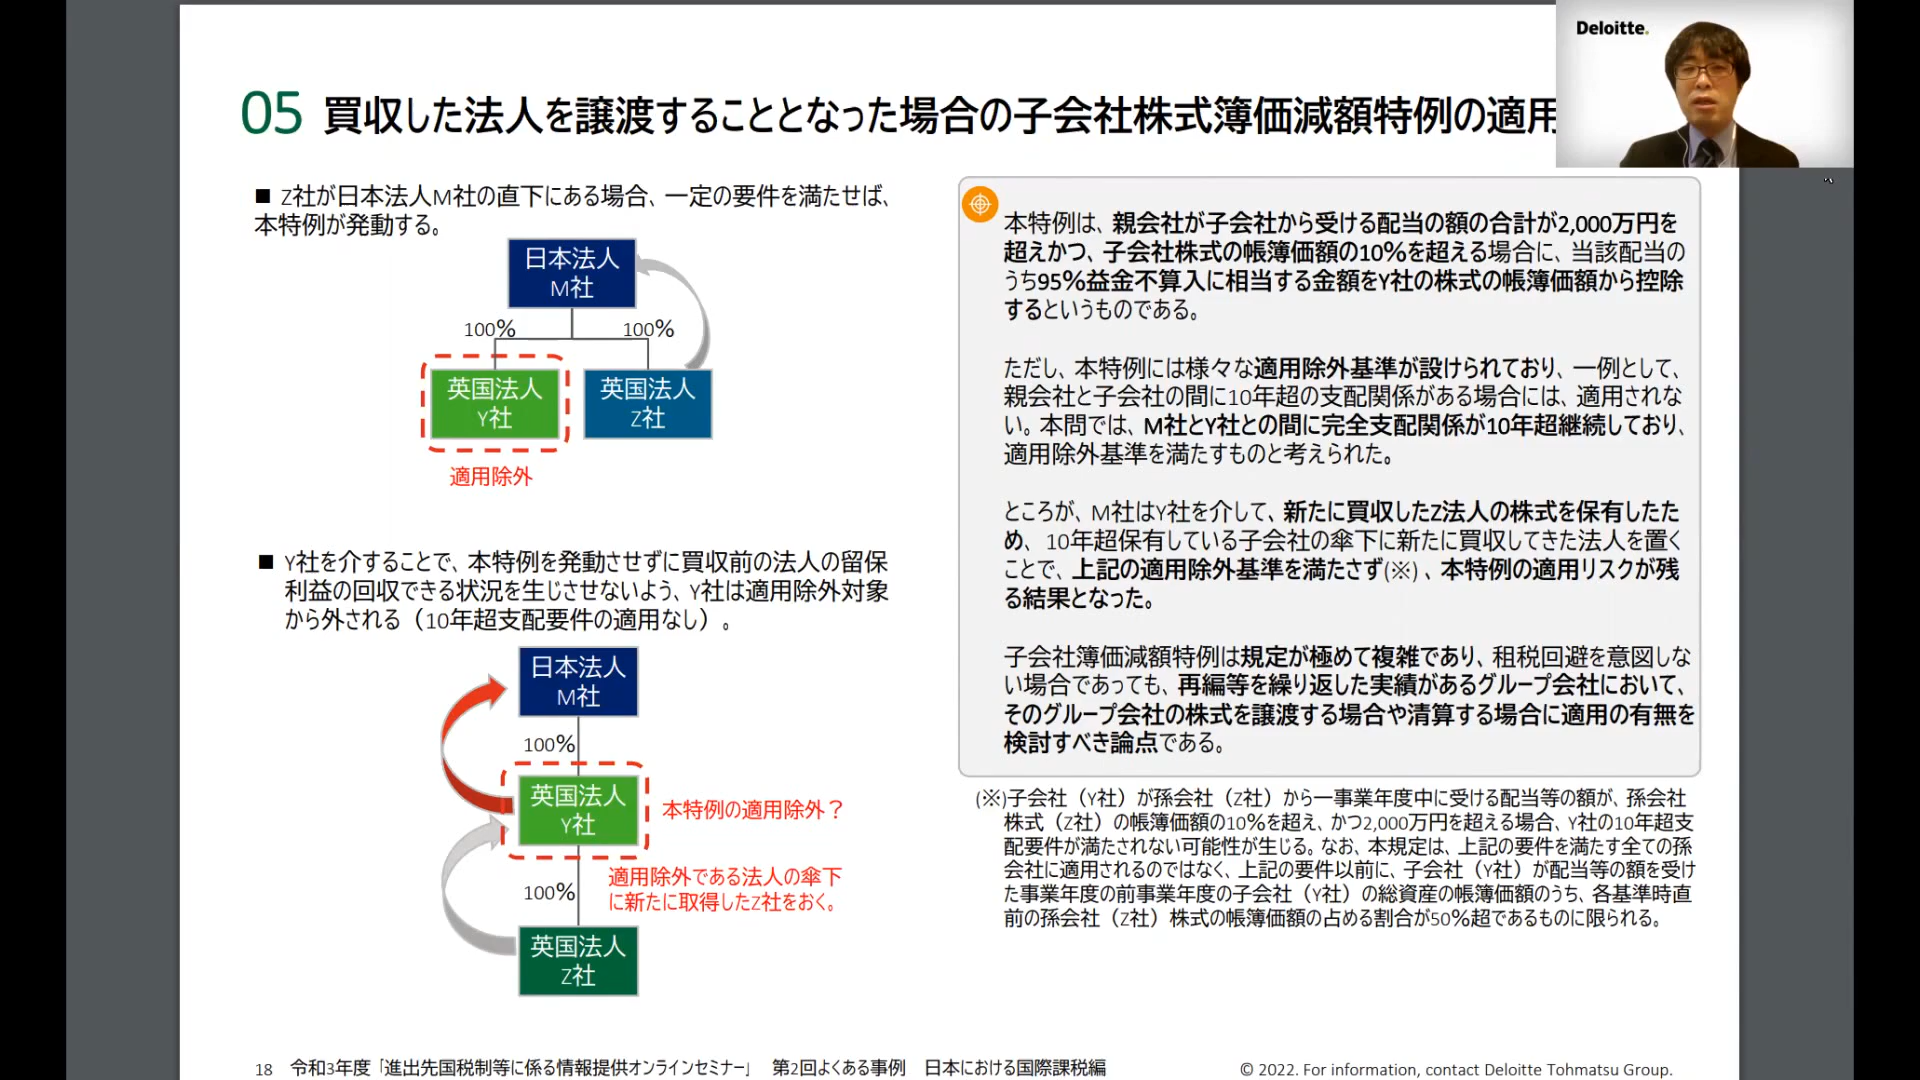 Deloitte.
05 買収した法人を譲渡することとなった場合の子会社株式簿価減額特例の適用
■ Z社が日本法人M社の直下にある場合、一定の要件を満たせば、
本特例が発動する。
日本法人
M社
100%
100%
英国法人
Y社
英国法人
Z社
適用除外
■ Y社を介することで、本特例を発動させずに買収前の法人の留保
利益の回収できる状況を生じさせないよう、Y社は適用除外対象
から外される（10年超支配要件の適用なし）。
日本法人
M社
100%
英国法人
Y社
本特例の適用除外？
100%
適用除外である法人の傘下
に新たに取得したZ社をおく。
英国法人
Z社
本特例は、親会社が子会社から受ける配当の額の合計が2,000万円を
超えかつ、子会社株式の帳簿価額の10%を超える場合に、当該配当の
うち95%益金不算入に相当する金額をY社の株式の帳簿価額から控除
するというものである。
ただし、本特例には様々な適用除外基準が設けられており、一例として、
親会社と子会社の間に10年超の支配関係がある場合には、適用されな
い。本問では、M社とY社との間に完全支配関係が10年超継続しており、
適用除外基準を満たすものと考えられた。
ところが、M社はY社を介して、新たに買収したZ法人の株式を保有したた
め、10年超保有している子会社の傘下に新たに買収してきた法人を置く
ことで、上記の適用除外基準を満たさず(※)、本特例の適用リスクが残
る結果となった。
子会社簿価減額特例は規定が極めて複雑であり、租税回避を意図しな
い場合であっても、再編等を繰り返した実績があるグループ会社において、
そのグループ会社の株式を譲渡する場合や清算する場合に適用の有無を
検討すべき論点である。
(※)子会社（Y社）が孫会社（Z社）から一事業年度中に受ける配当等の額が、孫会社
株式（Z社）の帳簿価額の10%を超え、かつ2,000万円を超える場合、Y社の10年超支
配要件が満たされない可能性が生じる。なお、本規定は、上記の要件を満たす全ての孫
会社に適用されるのではなく、上記の要件以前に、子会社（Y社）が配当等の額を受け
た事業年度の前事業年度の子会社（Y社）の総資産の帳簿価額のうち、各基準時直
前の孫会社（Z社）株式の帳簿価額の占める割合が50%超であるものに限られる。
18 令和3年度「進出先国税制等に係る情報提供オンラインセミナー」 第2回よくある事例 日本における国際課税編
© 2022. For information, contact Deloitte Tohmatsu Group.